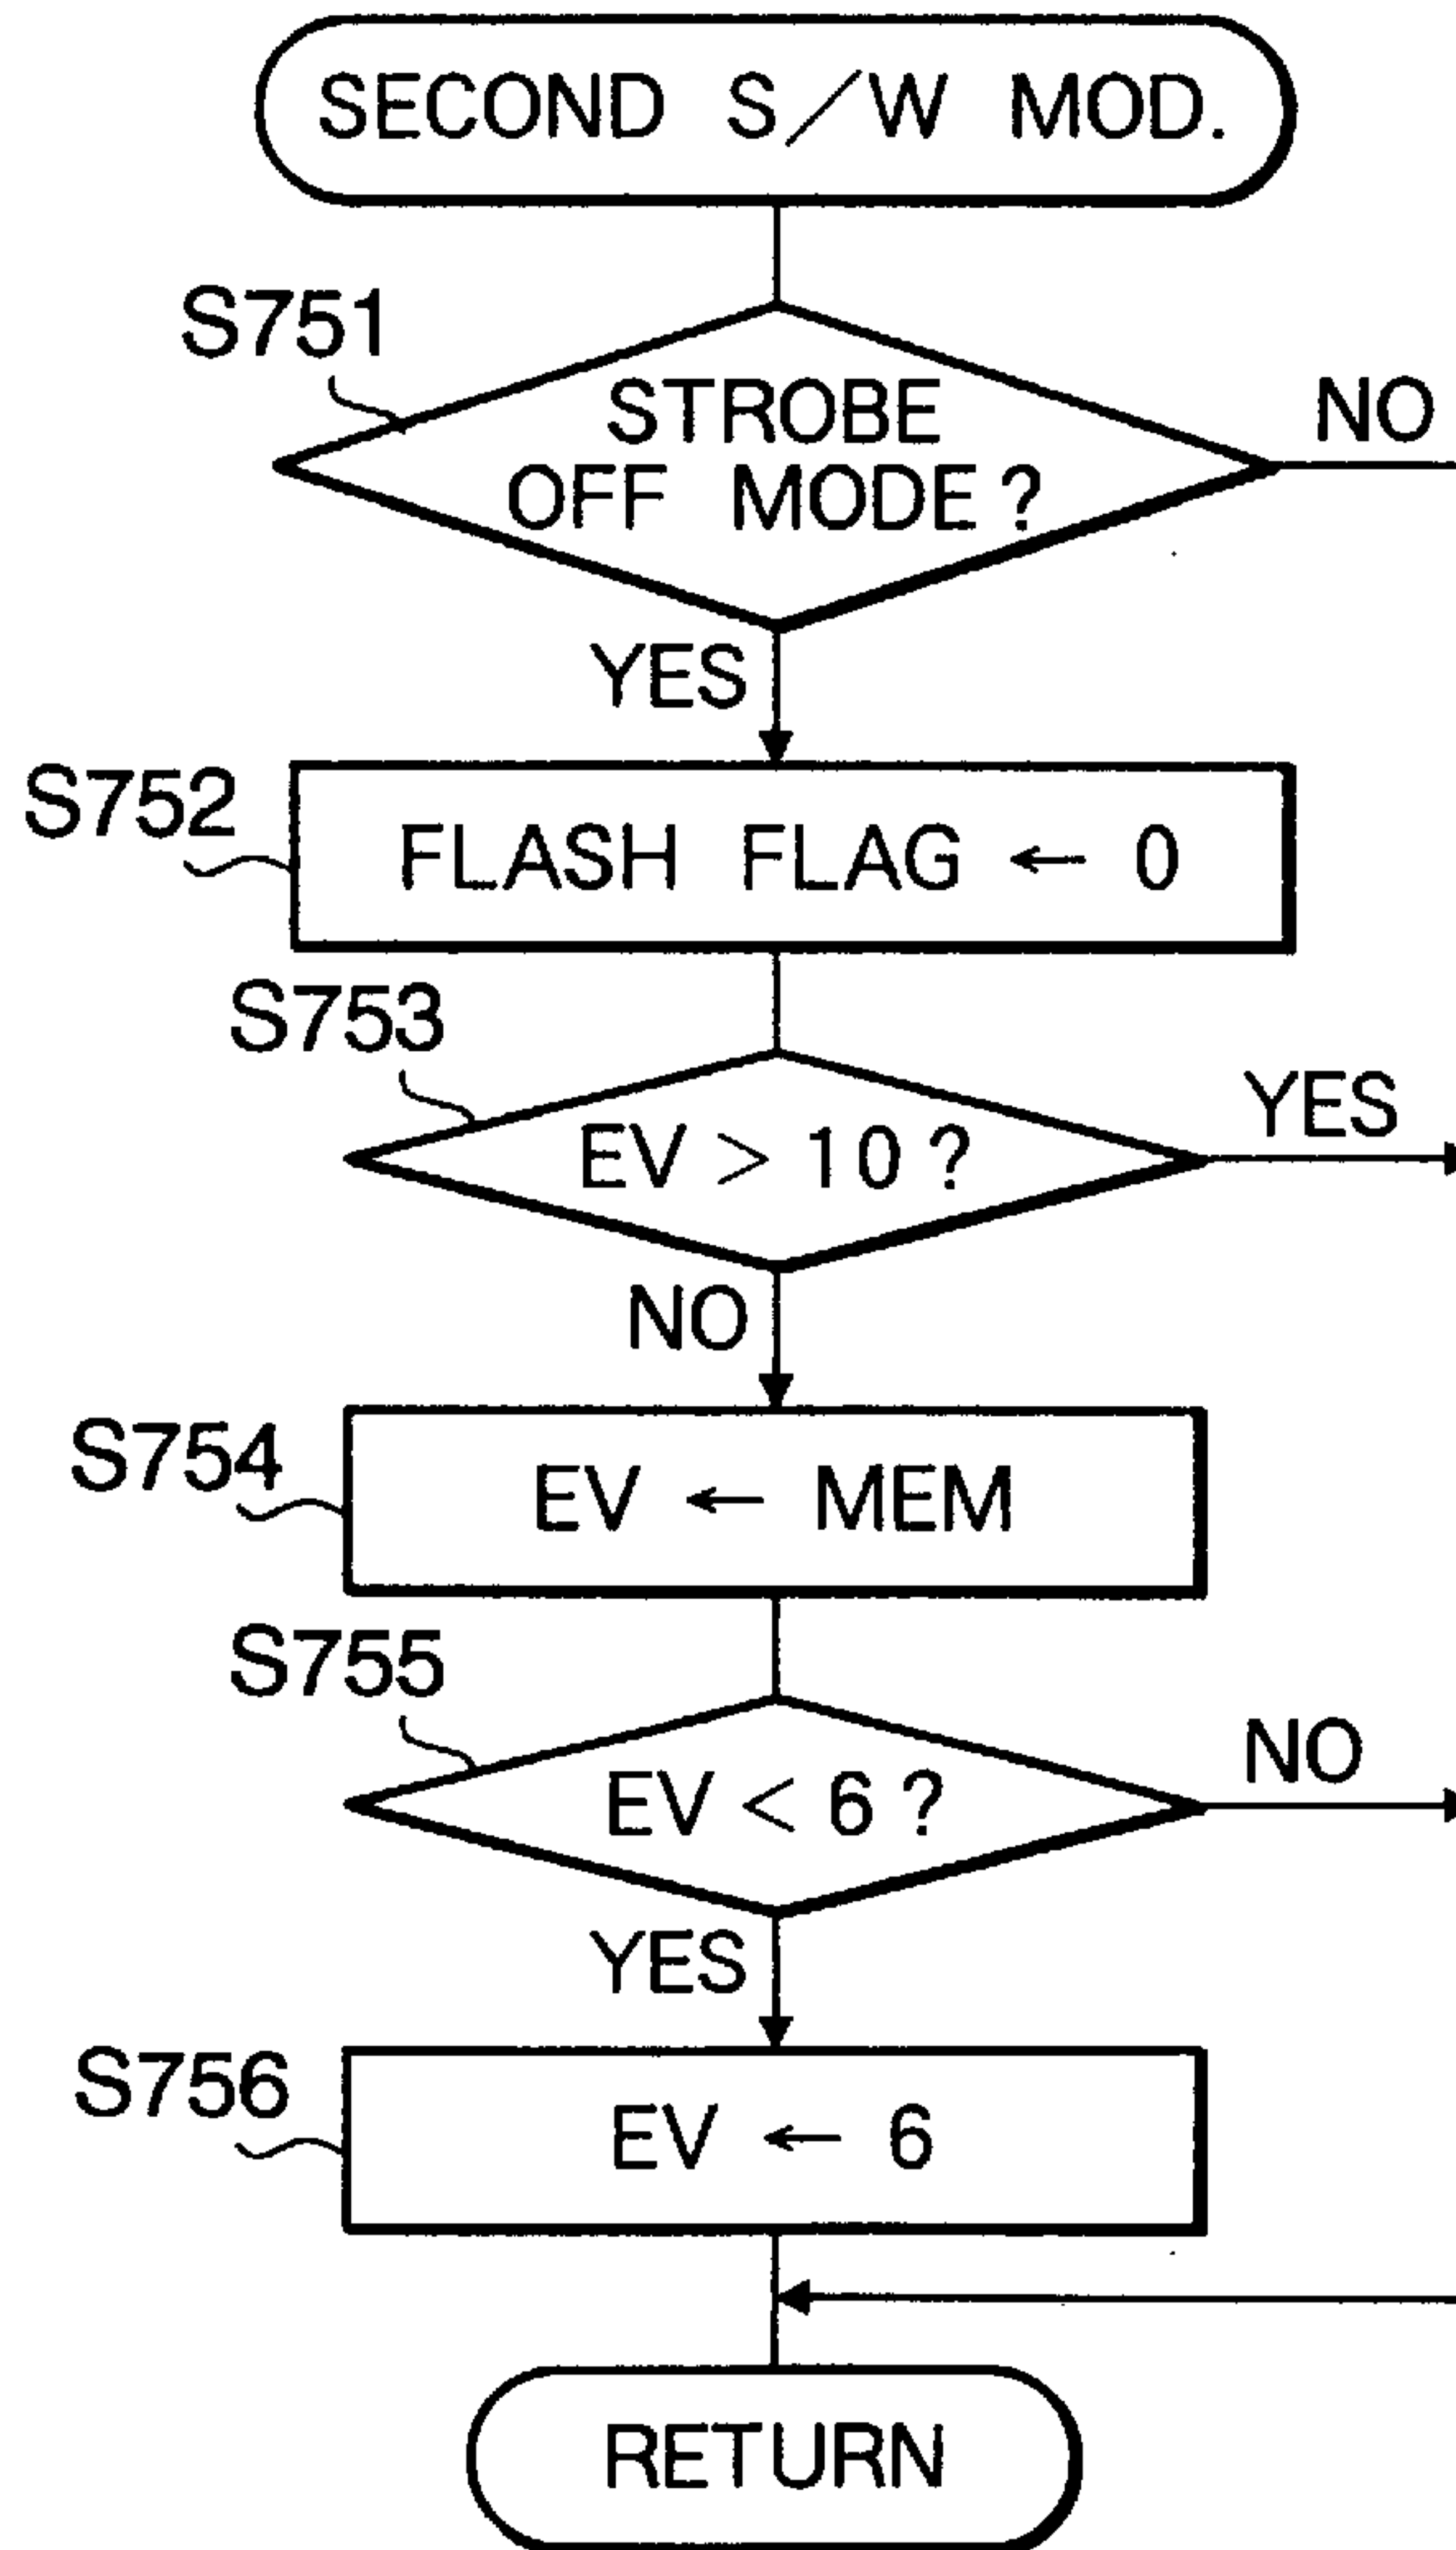 SECOND S/W MOD.
S751
STROBE
OFF MODE?
NO
YES
S752
FLASH FLAG ← 0
S753
EV > 10?
YES
NO
S754
EV ← MEM
S755
EV < 6?
NO
YES
S756
EV ← 6
RETURN